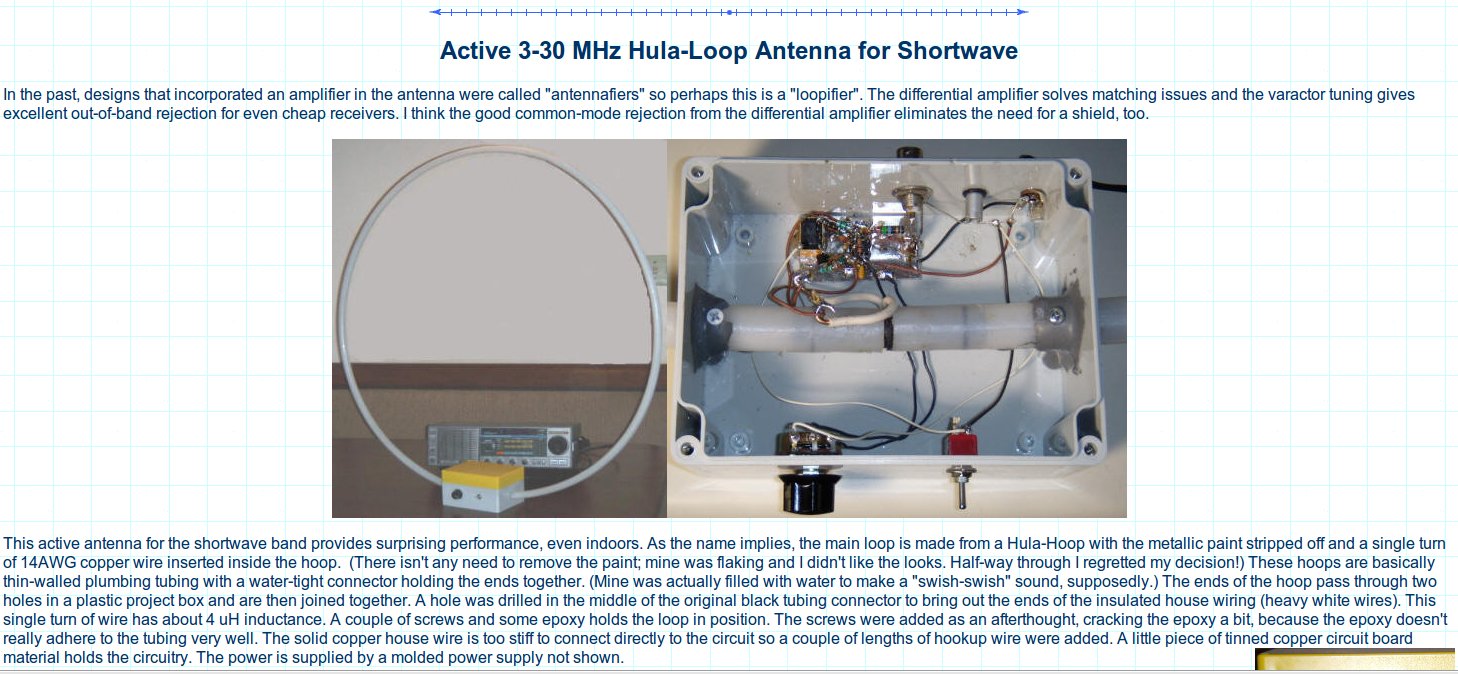 Active 3-30 MHz Hula-Loop Antenna for Shortwave
In the past, designs that incorporated an amplifier in the antenna were called "antennafiers" so perhaps this is a "loopifier". The differential amplifier solves matching issues and the varactor tuning gives
excellent out-of-band rejection for even cheap receivers. I think the good common-mode rejection from the differential amplifier eliminates the need for a shield, too.
This active antenna for the shortwave band provides surprising performance, even indoors. As the name implies, the main loop is made from a Hula-Hoop with the metallic paint stripped off and a single turn
of 14AWG copper wire inserted inside the hoop.  (There isn't any need to remove the paint; mine was flaking and I didn't like the looks. Half-way through I regretted my decision!) These hoops are basically
thin-walled plumbing tubing with a water-tight connector holding the ends together. (Mine was actually filled with water to make a "swish-swish" sound, supposedly.) The ends of the hoop pass through two
holes in a plastic project box and are then joined together. A hole was drilled in the middle of the original black tubing connector to bring out the ends of the insulated house wiring (heavy white wires). This
single turn of wire has about 4 uH inductance. A couple of screws and some epoxy holds the loop in position. The screws were added as an afterthought, cracking the epoxy a bit, because the epoxy doesn't
really adhere to the tubing very well. The solid copper house wire is too stiff to connect directly to the circuit so a couple of lengths of hookup wire were added. A little piece of tinned copper circuit board
material holds the circuitry. The power is supplied by a molded power supply not shown.